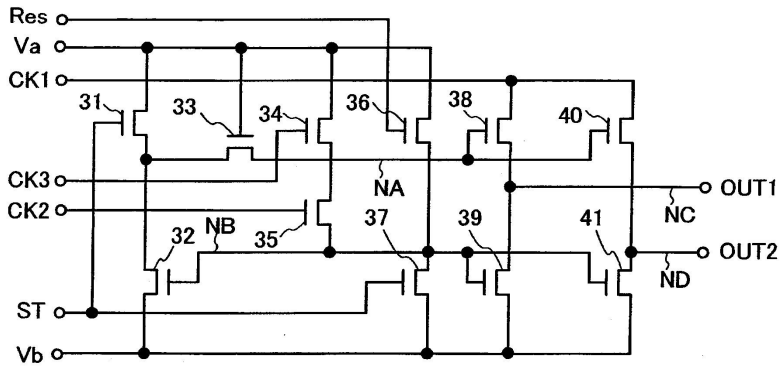 Res
Va
CK1
31
33
34
36
38
40
CK3
NA
OUT1
CK2
NC
NB
35
37
39
41
32
OUT2
ND
ST
Vb